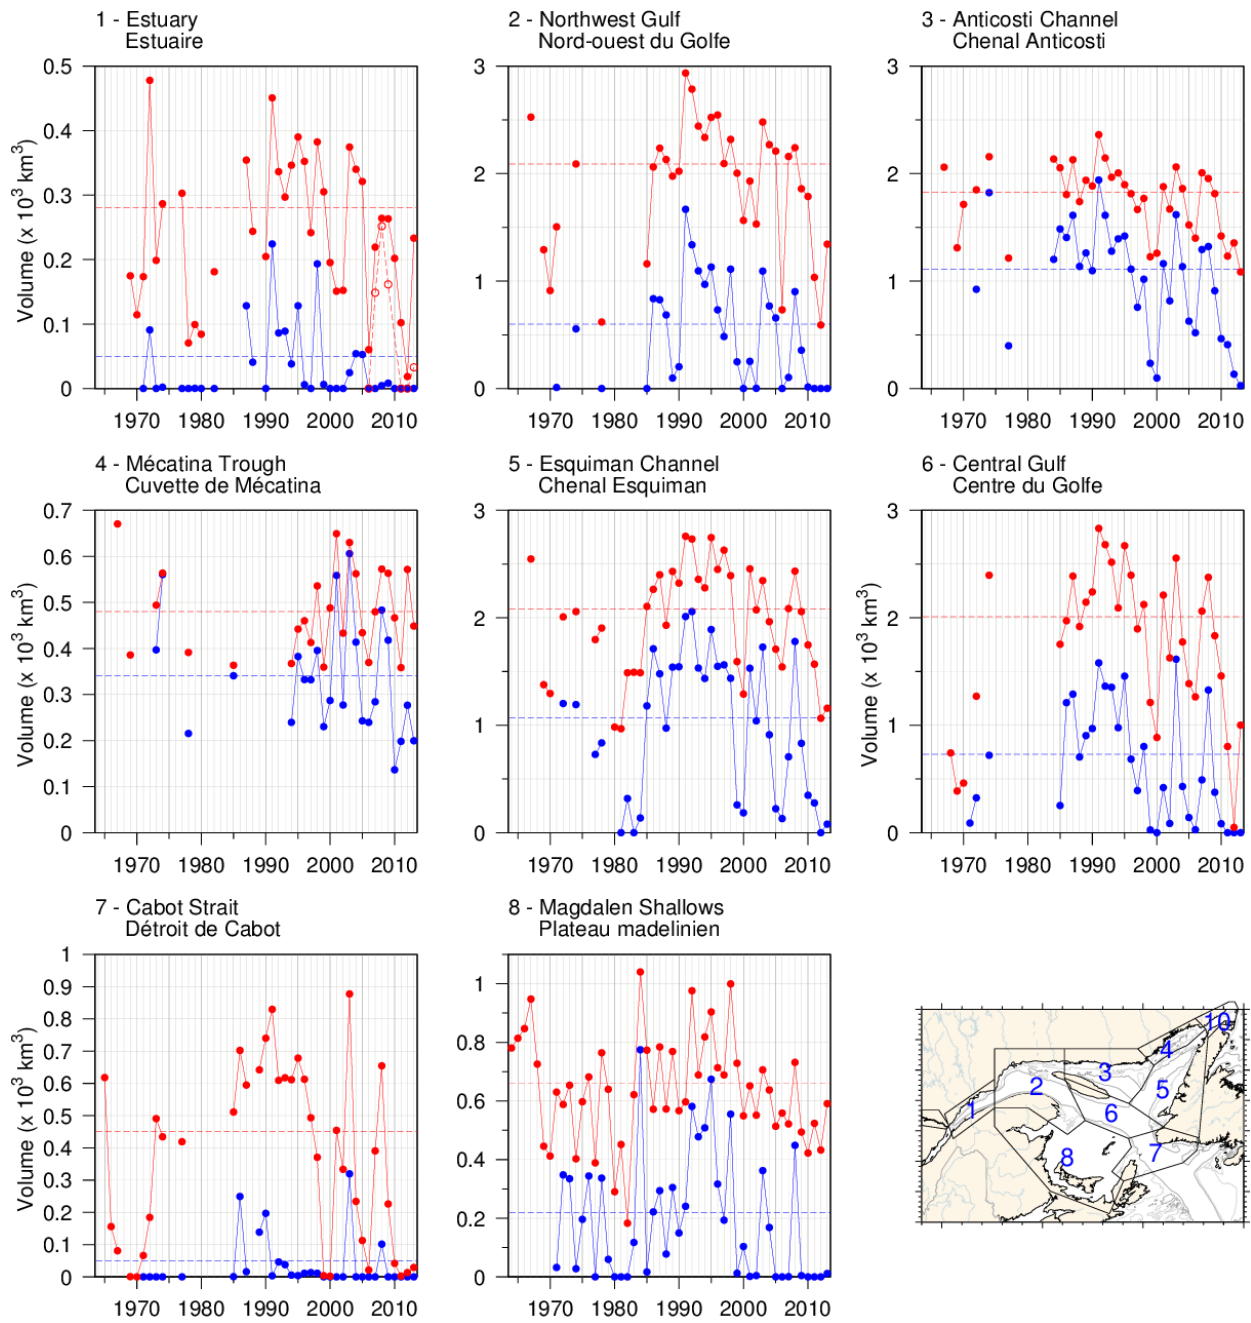 1 - Estuary
Estuaire
2 - Northwest Gulf
Nord-ouest du Golfe
3 - Anticosti Channel
Chenal Anticosti
Volume (x 10³ km³)
0.5
0.4
0.3
0.2
0.1
0
1970 1980 1990 2000 2010
3
2
1
0
1970 1980 1990 2000 2010
3
2
1
0
1970 1980 1990 2000 2010
4 - Mécatina Trough
Cuvette de Mécatina
5 - Esquiman Channel
Chenal Esquiman
6 - Central Gulf
Centre du Golfe
Volume (x 10³ km³)
0.7
0.6
0.5
0.4
0.3
0.2
0.1
0
1970 1980 1990 2000 2010
3
2
1
0
1970 1980 1990 2000 2010
Volume (x 10³ km³)
3
2
1
0
1970 1980 1990 2000 2010
7 - Cabot Strait
Détroit de Cabot
8 - Magdalen Shallows
Plateau madelinien
Volume (x 10³ km³)
1
0.9
0.8
0.7
0.6
0.5
0.4
0.3
0.2
0.1
0
1970 1980 1990 2000 2010
1
0.8
0.6
0.4
0.2
0
1970 1980 1990 2000 2010
10
4
3
2
5
1
6
7
8